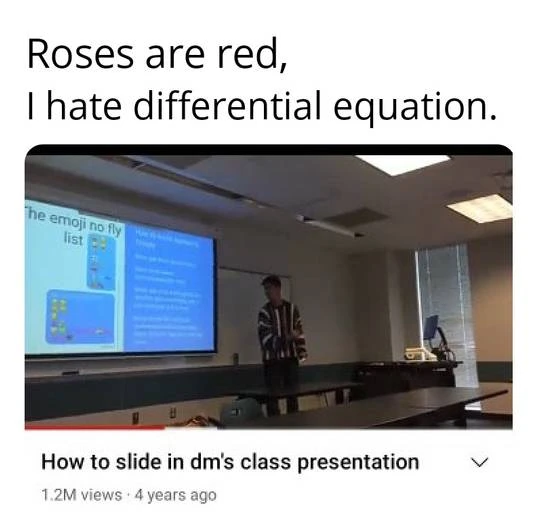 Roses are red,
I hate differential equation.
he emoji no fly
list
How to slide in dm's class presentation
1.2M views · 4 years ago